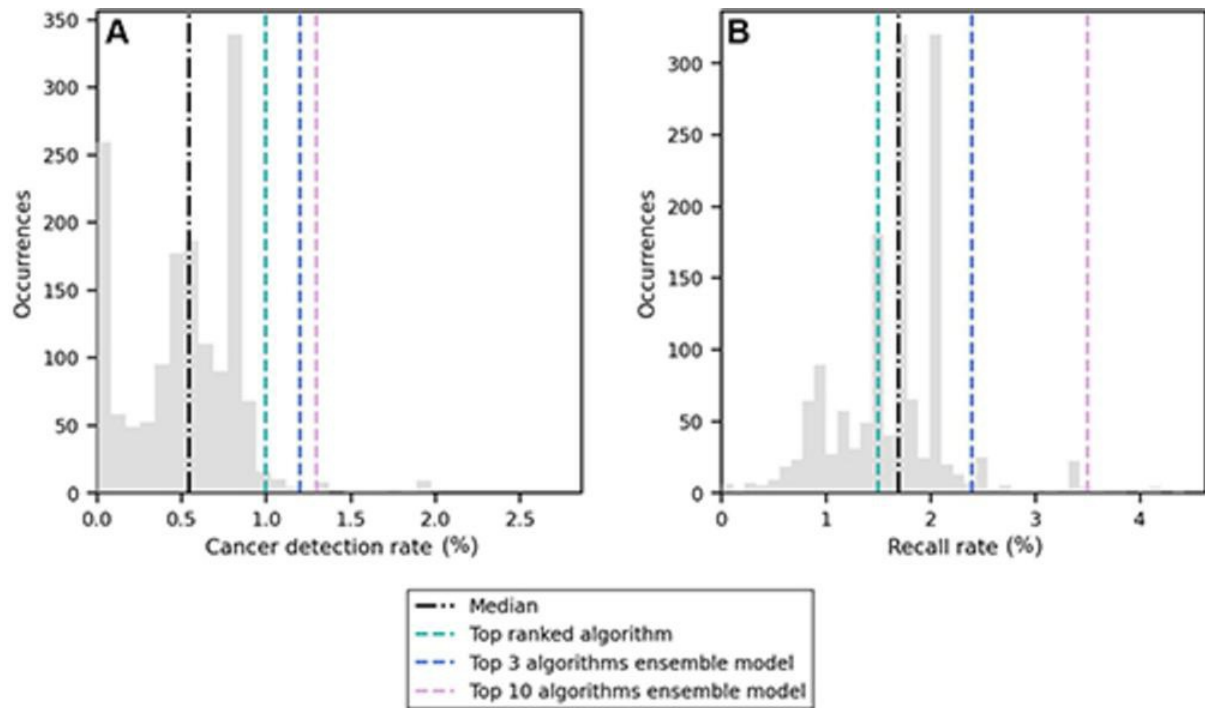 A
350
300
250
200
150
100
50
0
Occurrences
0.0 0.5 1.0 1.5 2.0 2.5
Cancer detection rate (%)
B
300
250
200
150
100
50
0
Occurrences
0 1 2 3 4
Recall rate (%)
Median
Top ranked algorithm
Top 3 algorithms ensemble model
Top 10 algorithms ensemble model